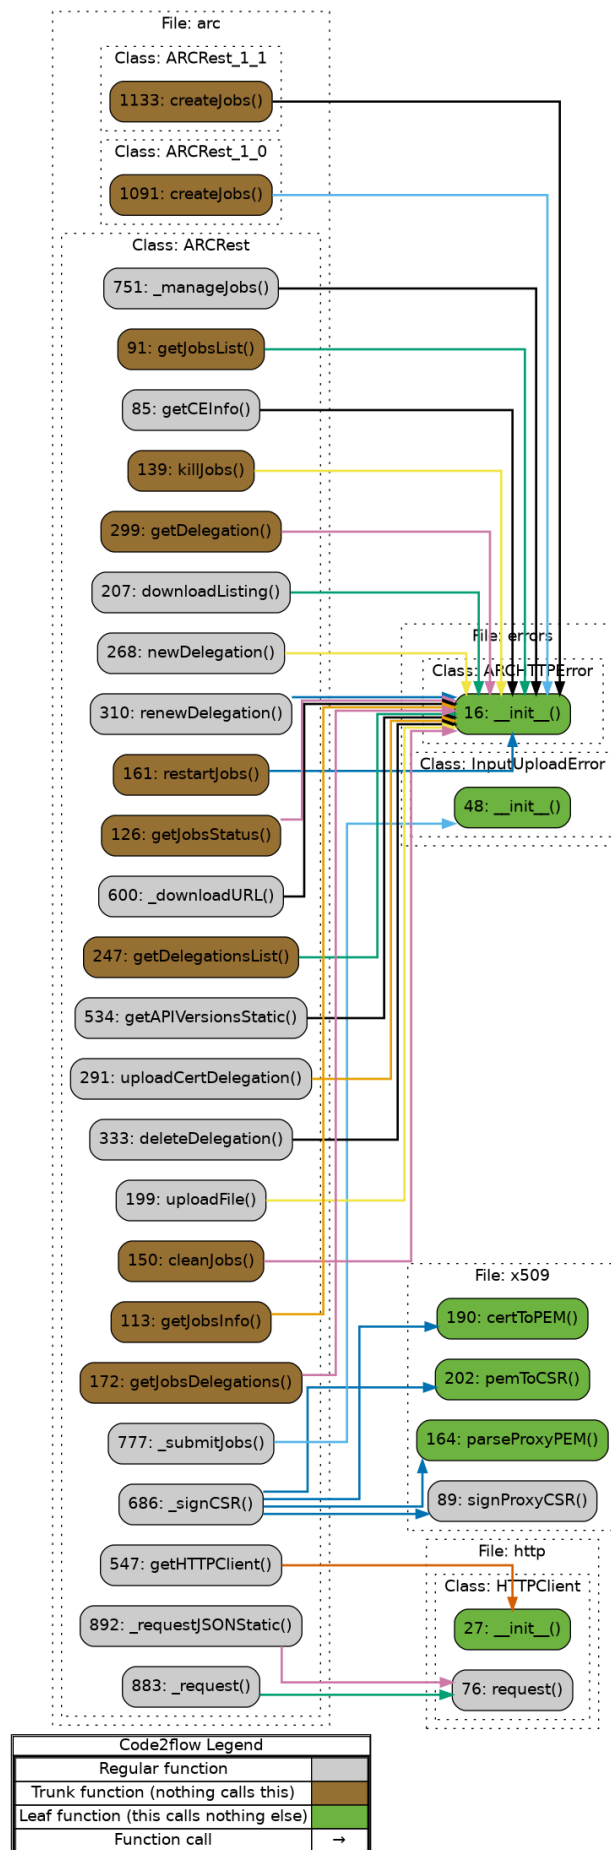 File: arc
Class: ARCRest_1_1
1133: createJobs()
Class: ARCRest_1_0
1091: createJobs()
Class: ARCRest
751: _manageJobs()
91: getJobsList()
85: getCEInfo()
139: killJobs()
299: getDelegation()
207: downloadListing()
268: newDelegation()
310: renewDelegation()
161: restartJobs()
126: getJobsStatus()
600: _downloadURL()
247: getDelegationsList()
534: getAPIVersionsStatic()
291: uploadCertDelegation()
333: deleteDelegation()
199: uploadFile()
150: cleanJobs()
113: getJobsInfo()
172: getJobsDelegations()
777: _submitJobs()
686: _signCSR()
547: getHTTPClient()
892: _requestJSONStatic()
883: _request()
File: errors
Class: ARCHTTPError
16: __init__()
Class: InputUploadError
48: __init__()
File: x509
190: certToPEM()
202: pemToCSR()
164: parseProxyPEM()
89: signProxyCSR()
File: http
Class: HTTPClient
27: __init__()
76: request()
Code2flow Legend
Regular function
Trunk function (nothing calls this)
Leaf function (this calls nothing else)
Function call →